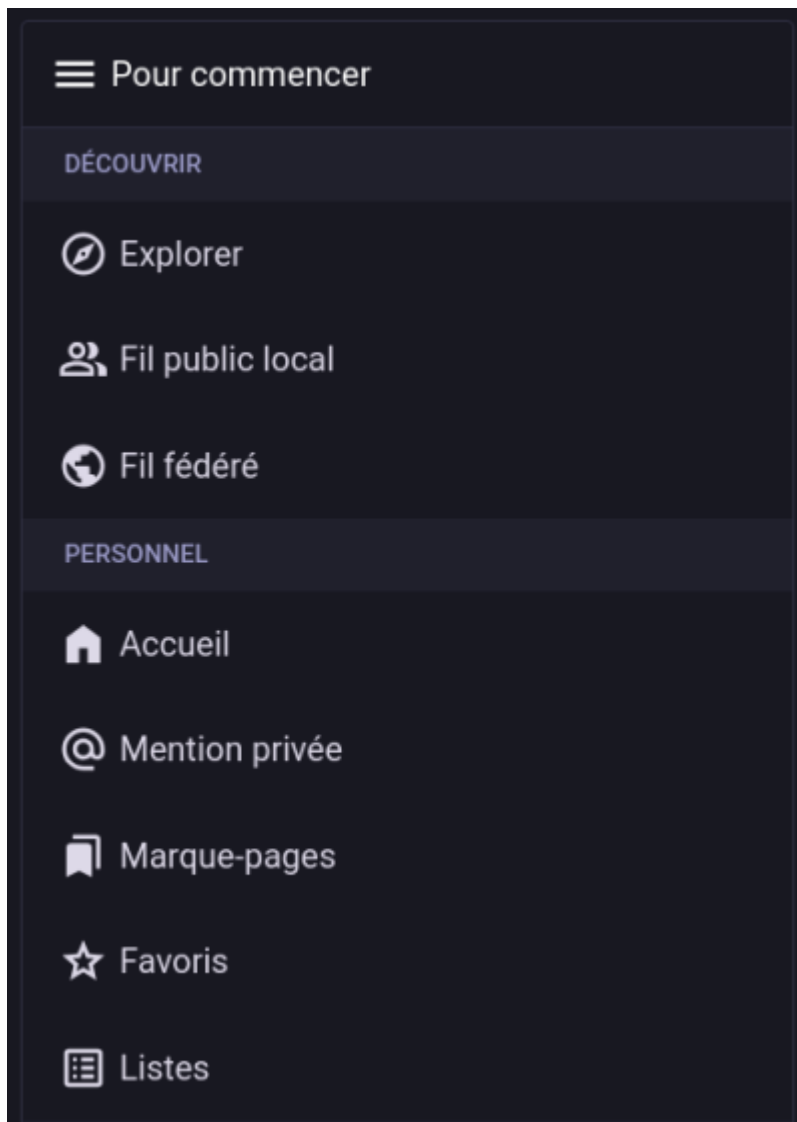 Pour commencer
DÉCOUVRIR
Explorer
Fil public local
Fil fédéré
PERSONNEL
Accueil
Mention privée
Marque-pages
Favoris
Listes